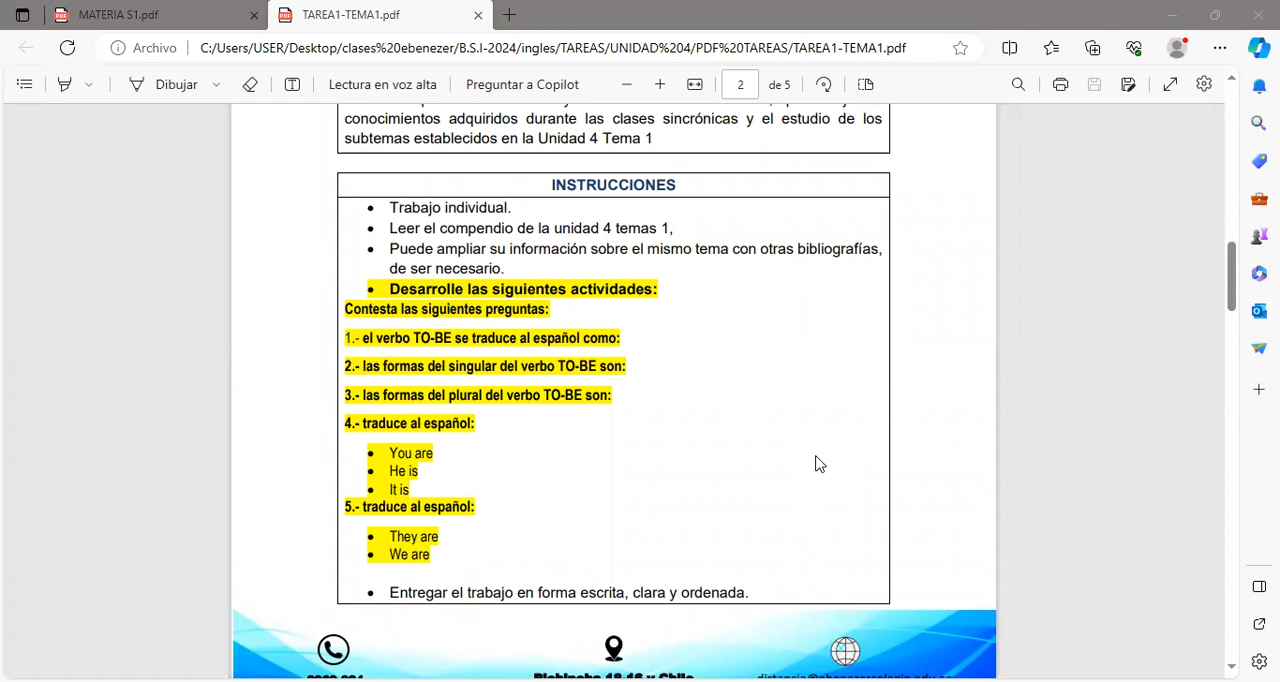 MATERIA S1.pdf
TAREA1-TEMA1.pdf
Archivo
C:/Users/USER/Desktop/clases%20ebenezer/B.S.I-2024/ingles/TAREAS/UNIDAD%204/PDF%20TAREAS/TAREA1-TEMA1.pdf
Dibujar
Lectura en voz alta
Preguntar a Copilot
2
de 5
conocimientos adquiridos durante las clases sincrónicas y el estudio de los
subtemas establecidos en la Unidad 4 Tema 1
INSTRUCCIONES
• Trabajo individual.
• Leer el compendio de la unidad 4 temas 1,
• Puede ampliar su información sobre el mismo tema con otras bibliografías,
de ser necesario.
• Desarrolle las siguientes actividades:
Contesta las siguientes preguntas:
1.- el verbo TO-BE se traduce al español como:
2.- las formas del singular del verbo TO-BE son:
3.- las formas del plural del verbo TO-BE son:
4.- traduce al español:
• You are
• He is
• It is
5.- traduce al español:
• They are
• We are
• Entregar el trabajo en forma escrita, clara y ordenada.
Pichincha 18-16 y Chile